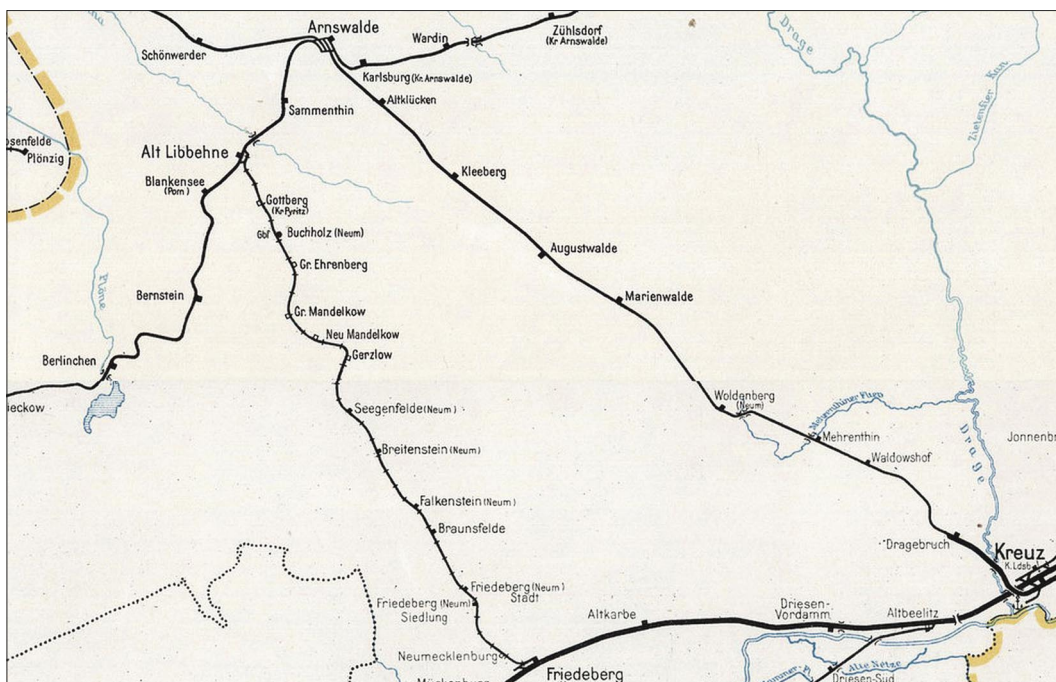 Arnswalde
Schönwerder
Wardin
Zühlsdorf
(Kr Arnswalde)
Drage
Karlsburg (Kr. Arnswalde)
Altklücken
Sammenthin
Zietenfier Kan
Plönzig
Alt Libbehne
Blankensee
(Pom)
Kleeberg
Gottberg
(Kr Pyritz)
Gbf
Buchholz (Neum)
Gr. Ehrenberg
Augustwalde
Plöne
Bernstein
Marienwalde
Gr. Mandelkow
Neu Mandelkow
Gerzlow
Berlinchen
Woldenberg
(Neum)
Seegenfelde (Neum)
Mehrenthin
Drage
Breitenstein (Neum)
Waldowshof
Falkenstein (Neum)
Braunsfelde
Dragebruch
Kreuz
K. Ldsb.
Friedeberg (Neum)
Stadt
Friedeberg (Neum)
Siedlung
Altkarbe
Driesen-
Vordamm
Altbeelitz
Neumecklenburg
Friedeberg
Alte Netze
Driesen-Süd